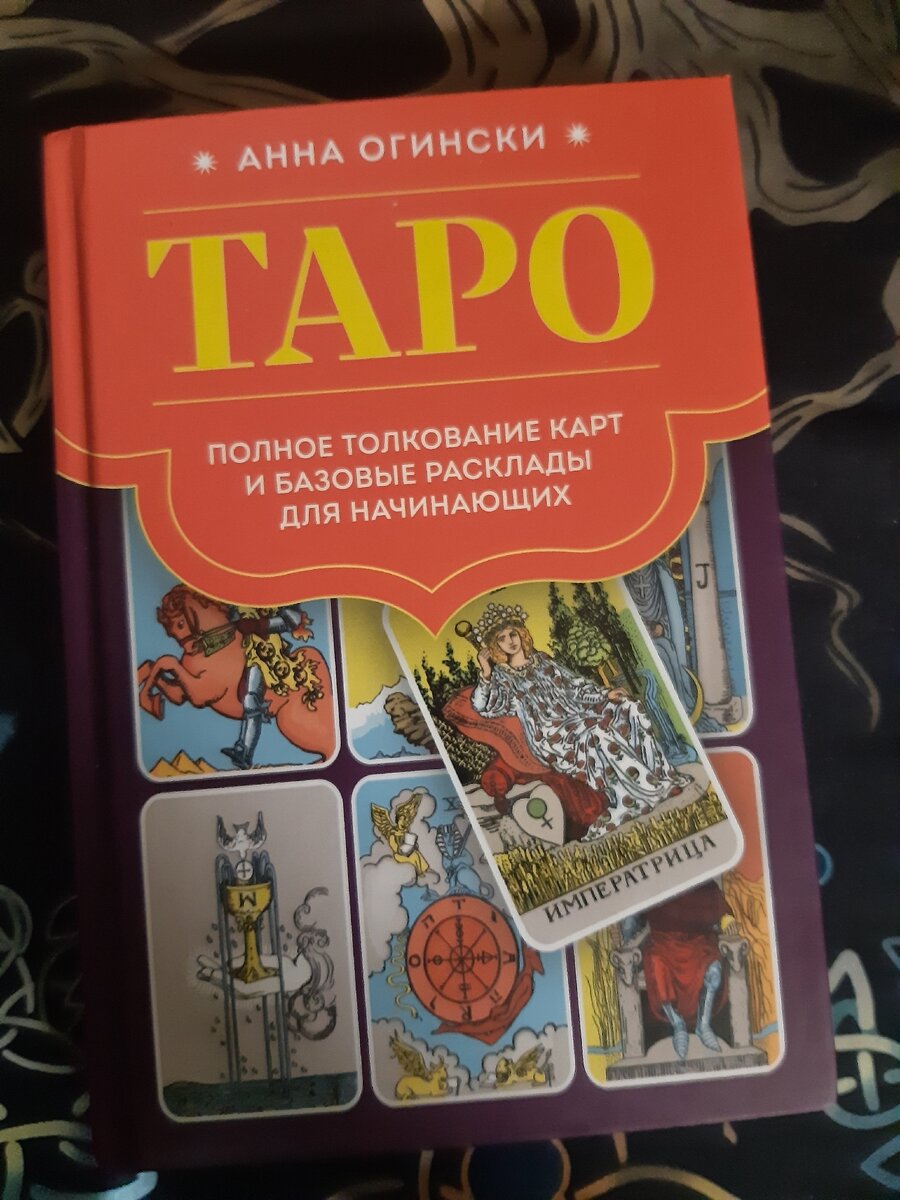 АННА ОГИНСКИ
ТАРО
ПОЛНОЕ ТОЛКОВАНИЕ КАРТ
И БАЗОВЫЕ РАСКЛАДЫ
ДЛЯ НАЧИНАЮЩИХ
J
ИМПЕРАТРИЦА